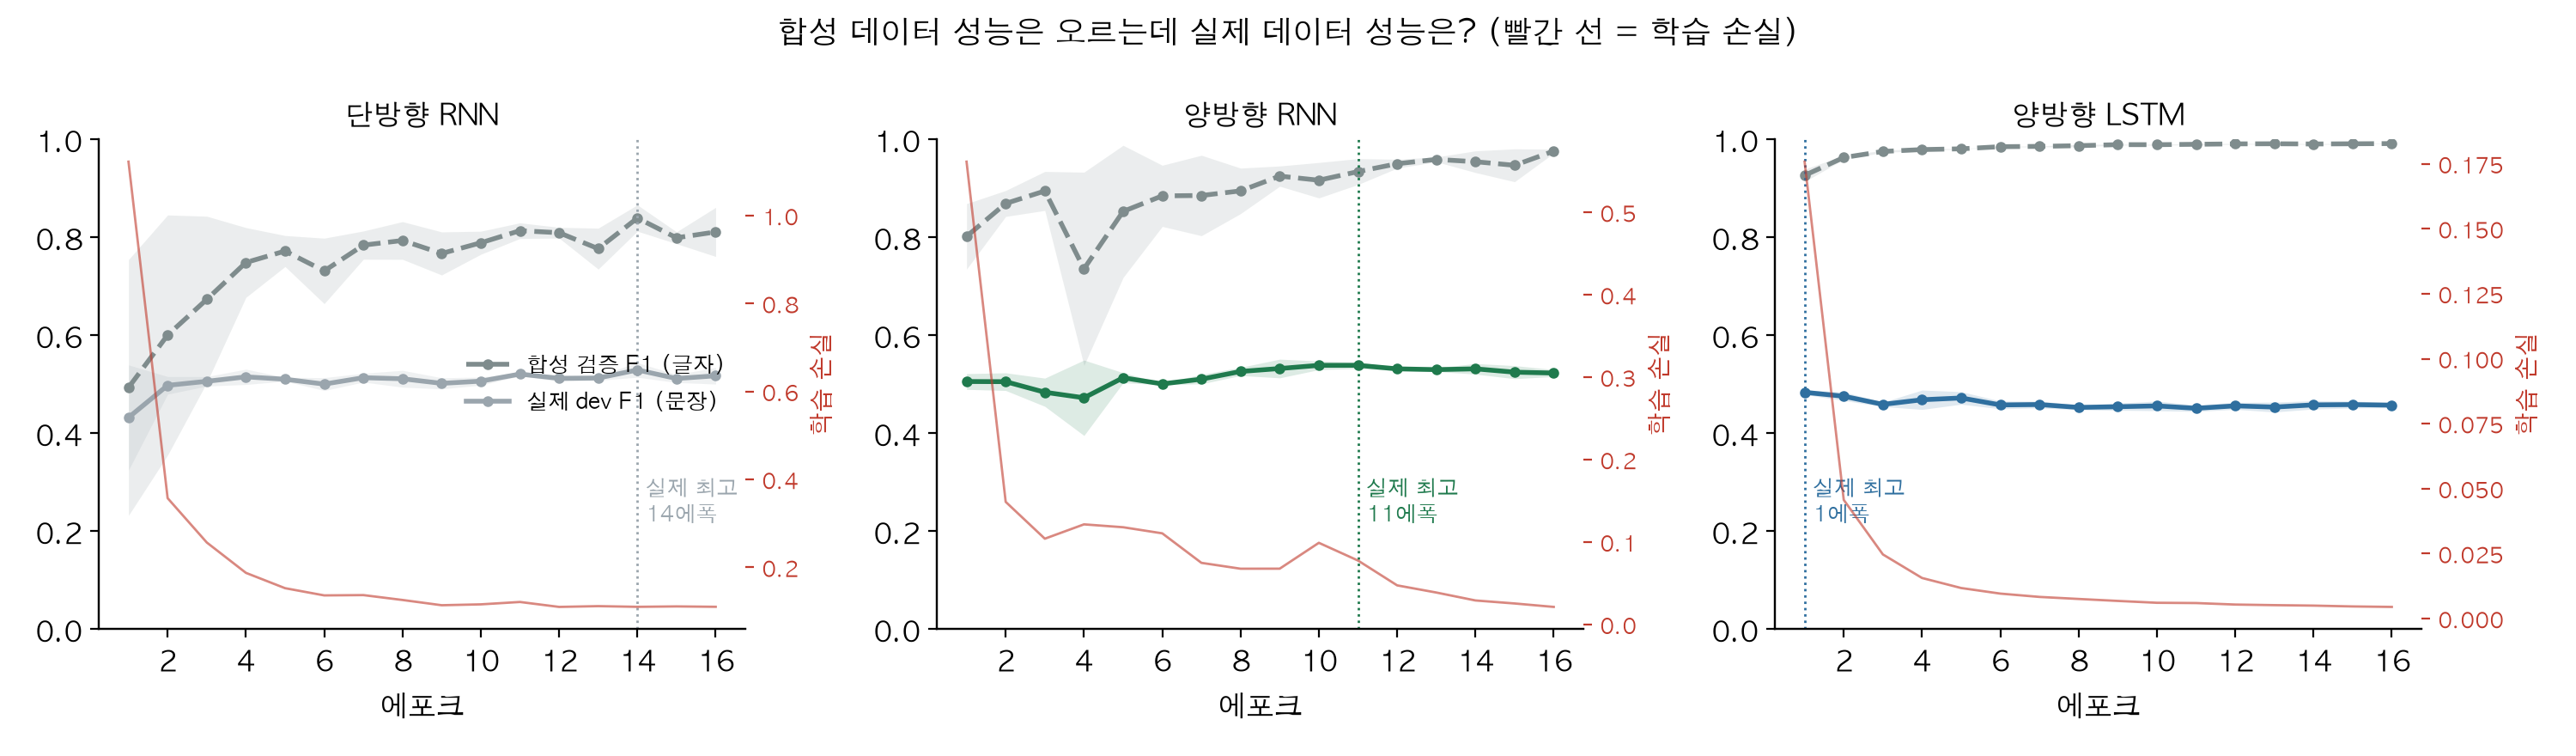 합성 데이터 성능은 오르는데 실제 데이터 성능은? (빨간 선 = 학습 손실)
단방향 RNN
1.0
0.8
0.6
0.4
0.2
0.0
2 4 6 8 10 12 14 16
에포크
1.0
0.8
0.6
0.4
0.2
학습 손실
합성 검증 F1 (글자)
실제 dev F1 (문장)
실제 최고
14에폭
양방향 RNN
1.0
0.8
0.6
0.4
0.2
0.0
2 4 6 8 10 12 14 16
에포크
0.5
0.4
0.3
0.2
0.1
0.0
학습 손실
실제 최고
11에폭
양방향 LSTM
1.0
0.8
0.6
0.4
0.2
0.0
2 4 6 8 10 12 14 16
에포크
0.175
0.150
0.125
0.100
0.075
0.050
0.025
0.000
학습 손실
실제 최고
1에폭